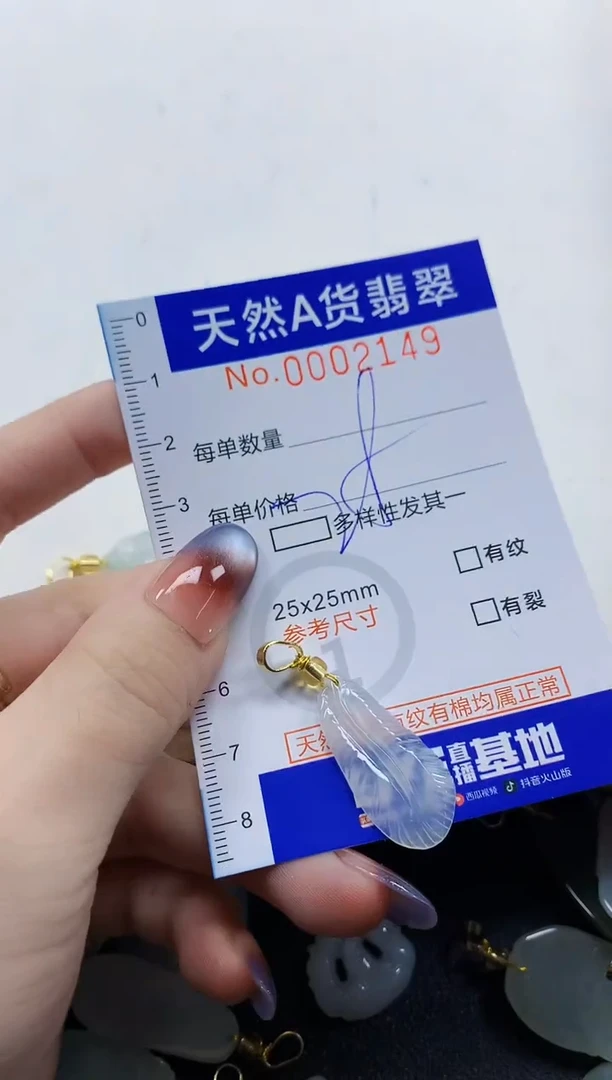 天然A货翡翠
No.0002149
0
1
2
3
6
7
8
每单数量
每单价格
多样性发其一
25x25mm
参考尺寸
有纹
有裂
天然 有纹有棉均属正常
直播基地
西瓜视频 抖音火山版